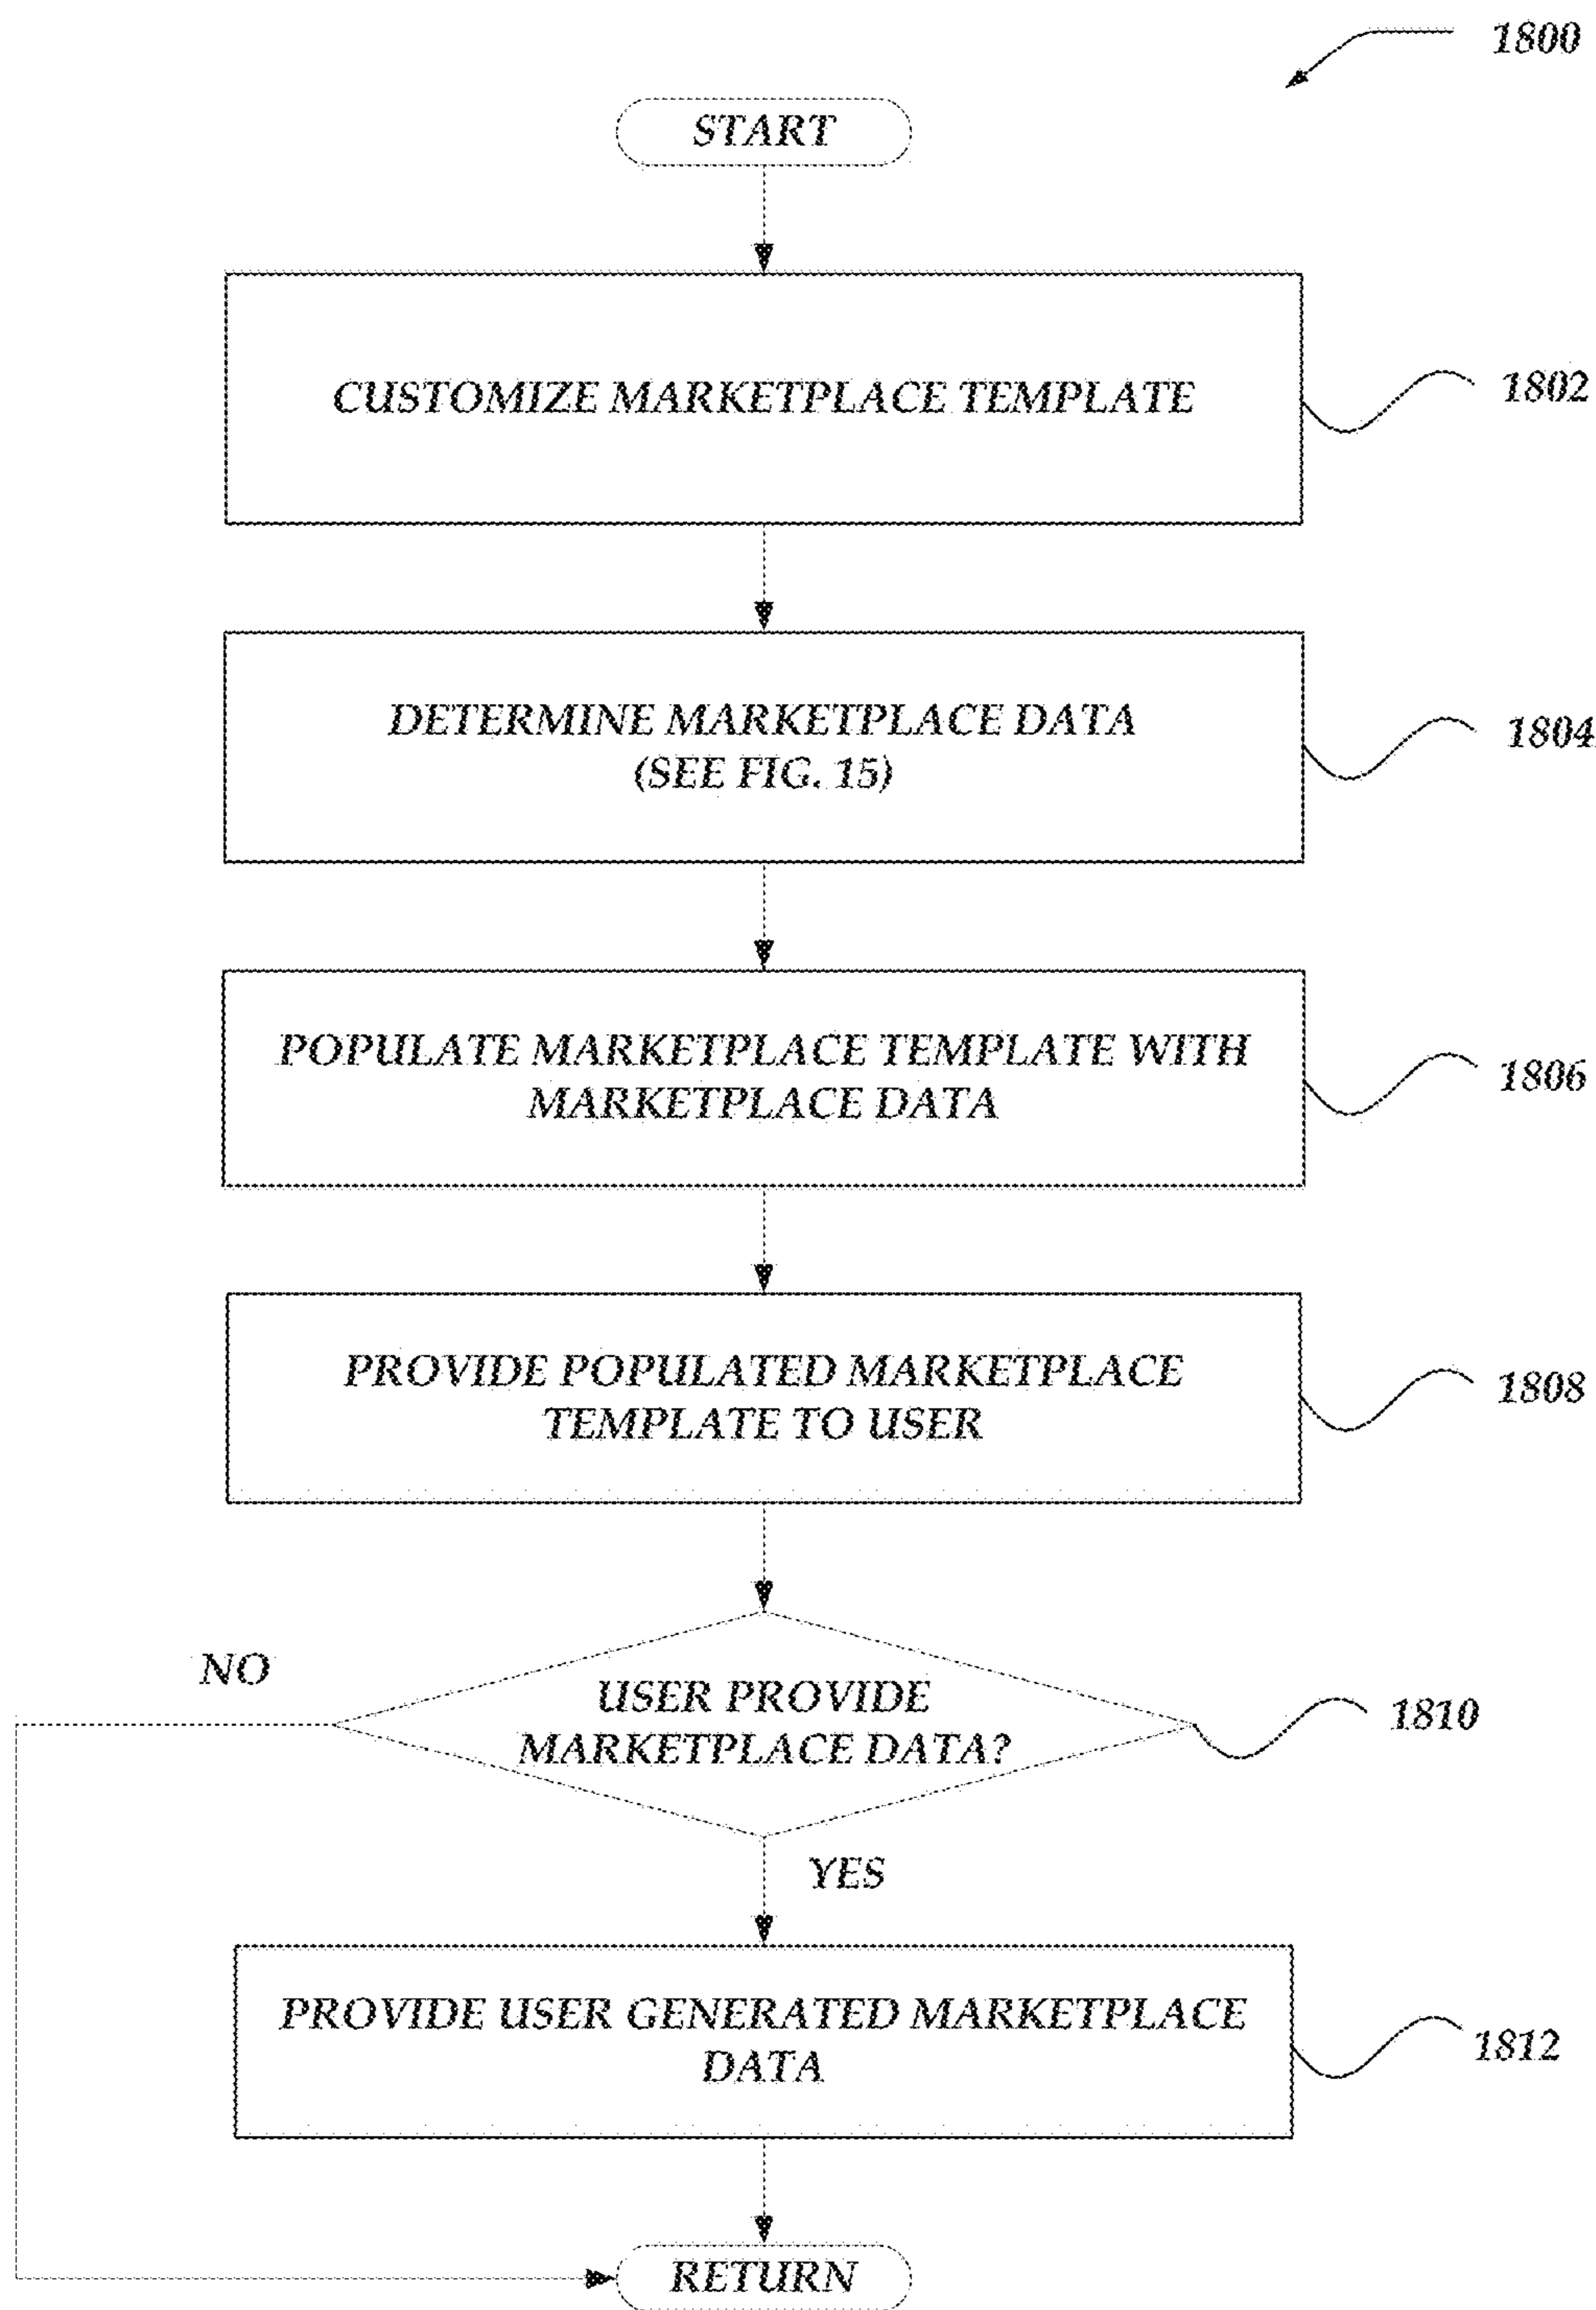 1800
START
CUSTOMIZE MARKETPLACE TEMPLATE
1802
DETERMINE MARKETPLACE DATA
(SEE FIG. 15)
1804
POPULATE MARKETPLACE TEMPLATE WITH
MARKETPLACE DATA
1806
PROVIDE POPULATED MARKETPLACE
TEMPLATE TO USER
1808
NO
USER PROVIDE
MARKETPLACE DATA?
1810
YES
PROVIDE USER GENERATED MARKETPLACE
DATA
1812
RETURN